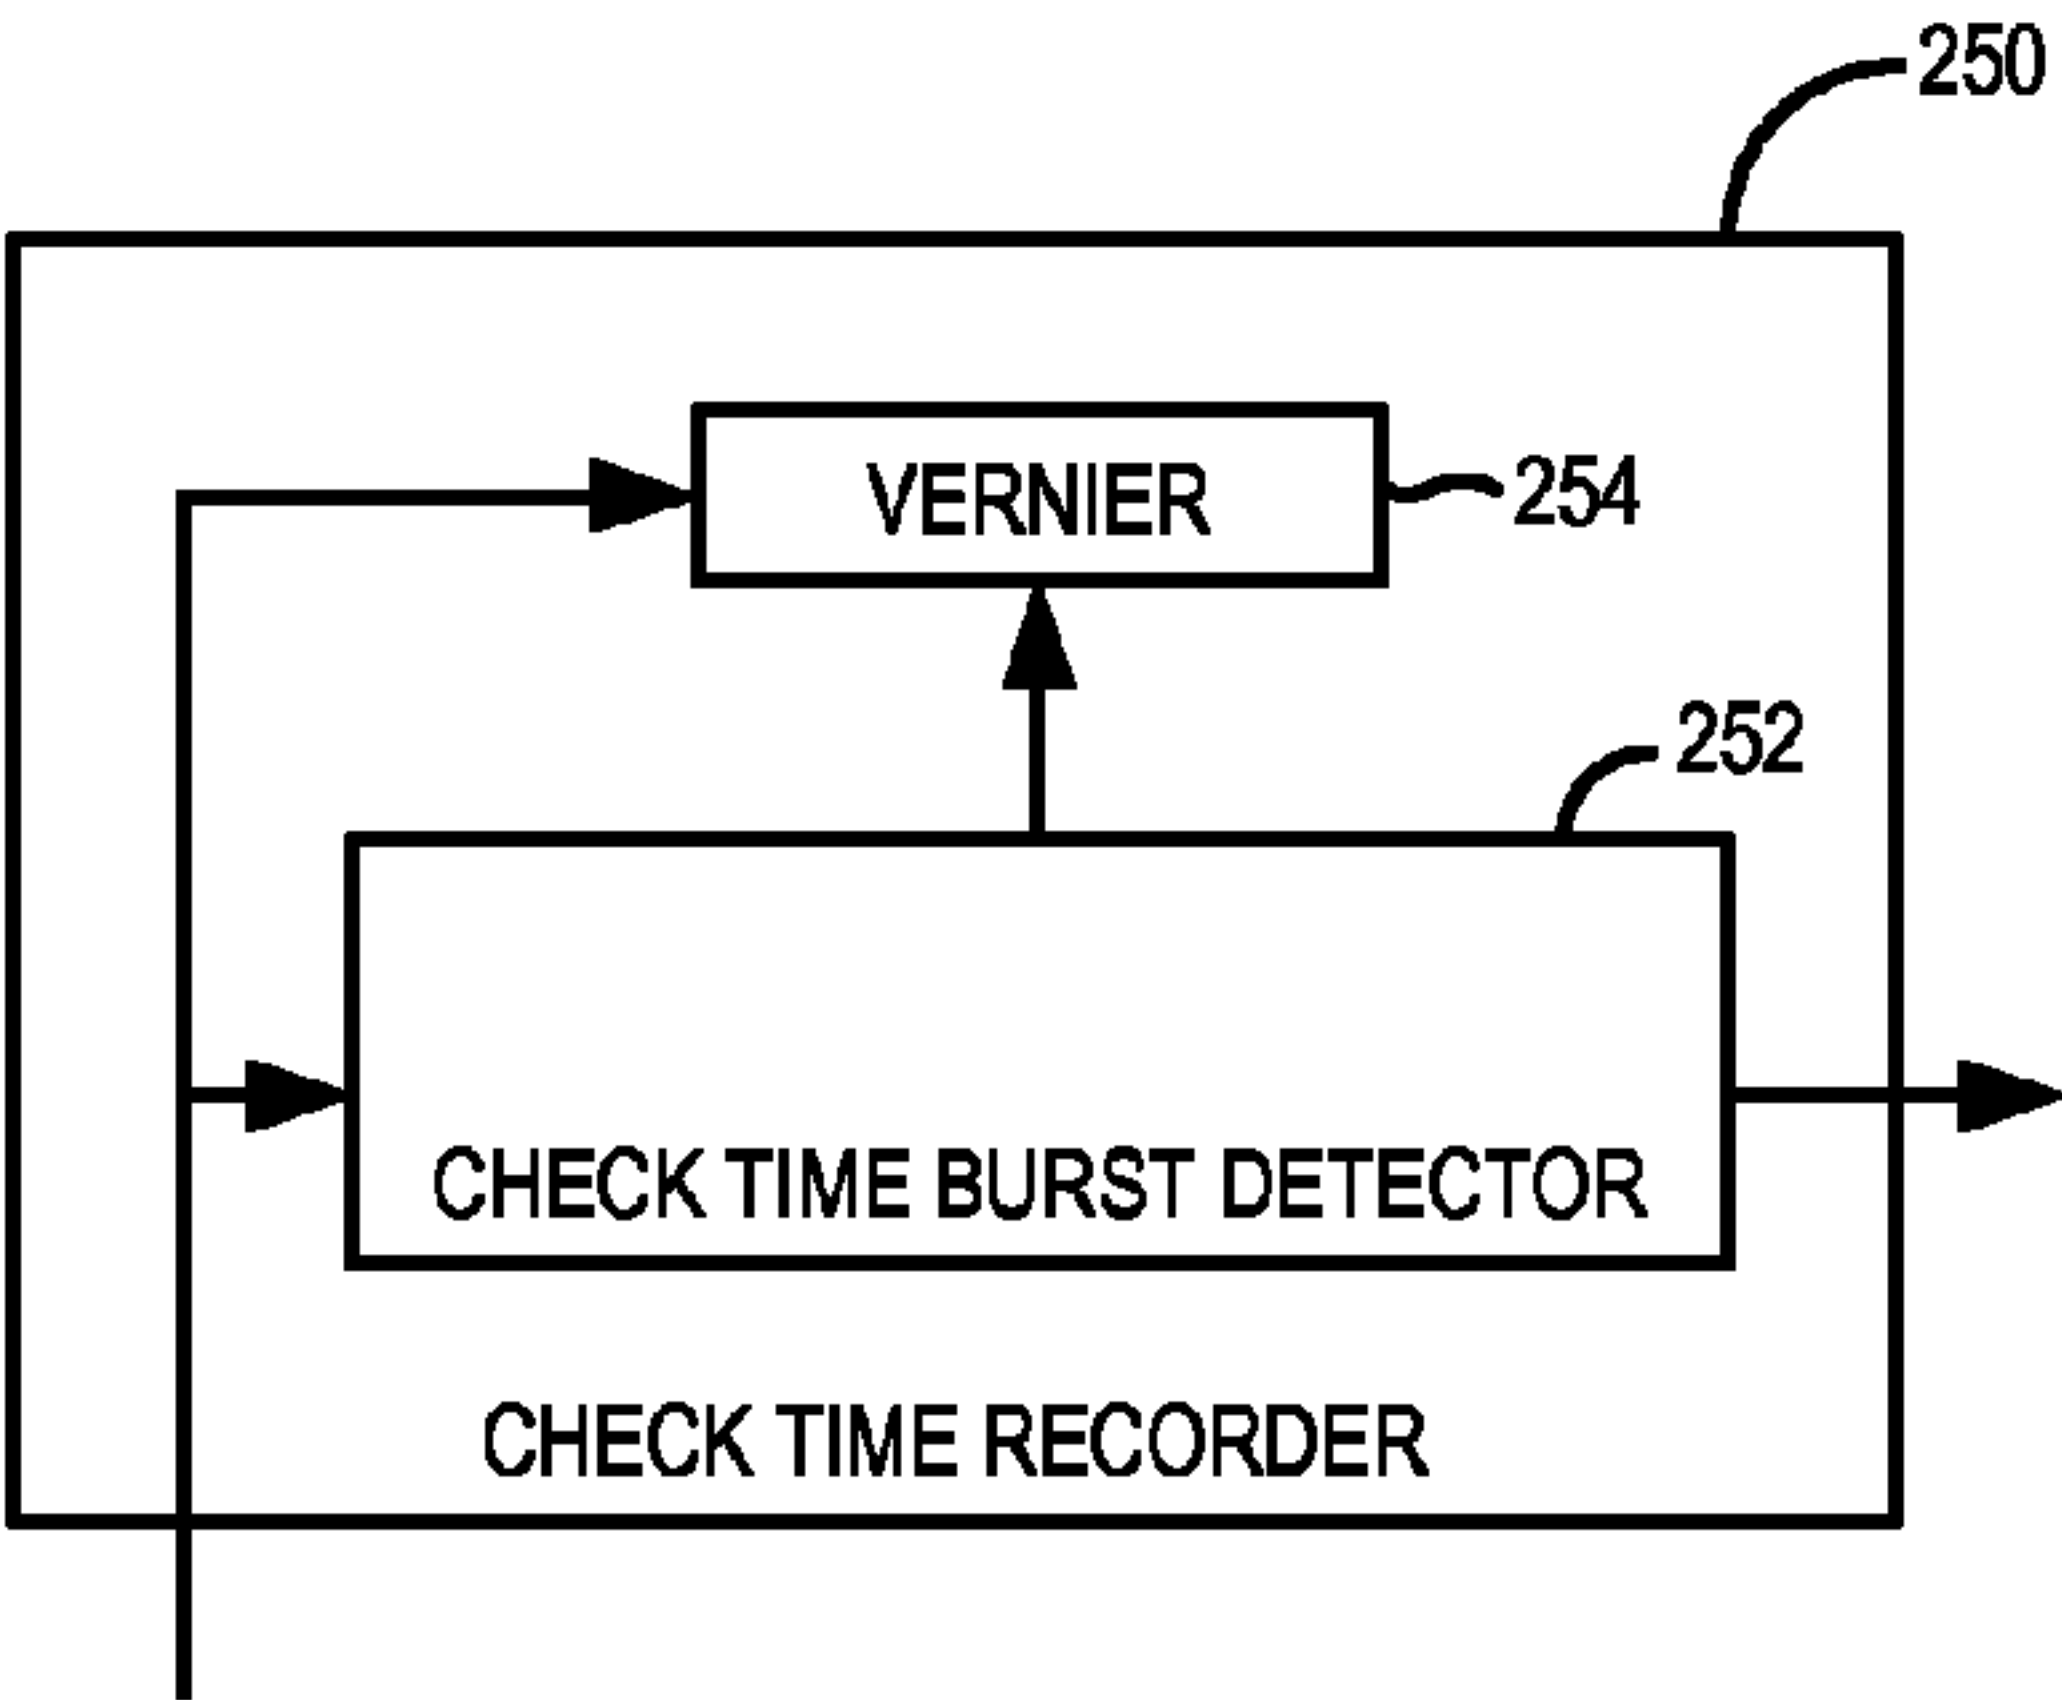 250
VERNIER
254
252
CHECK TIME BURST DETECTOR
CHECK TIME RECORDER